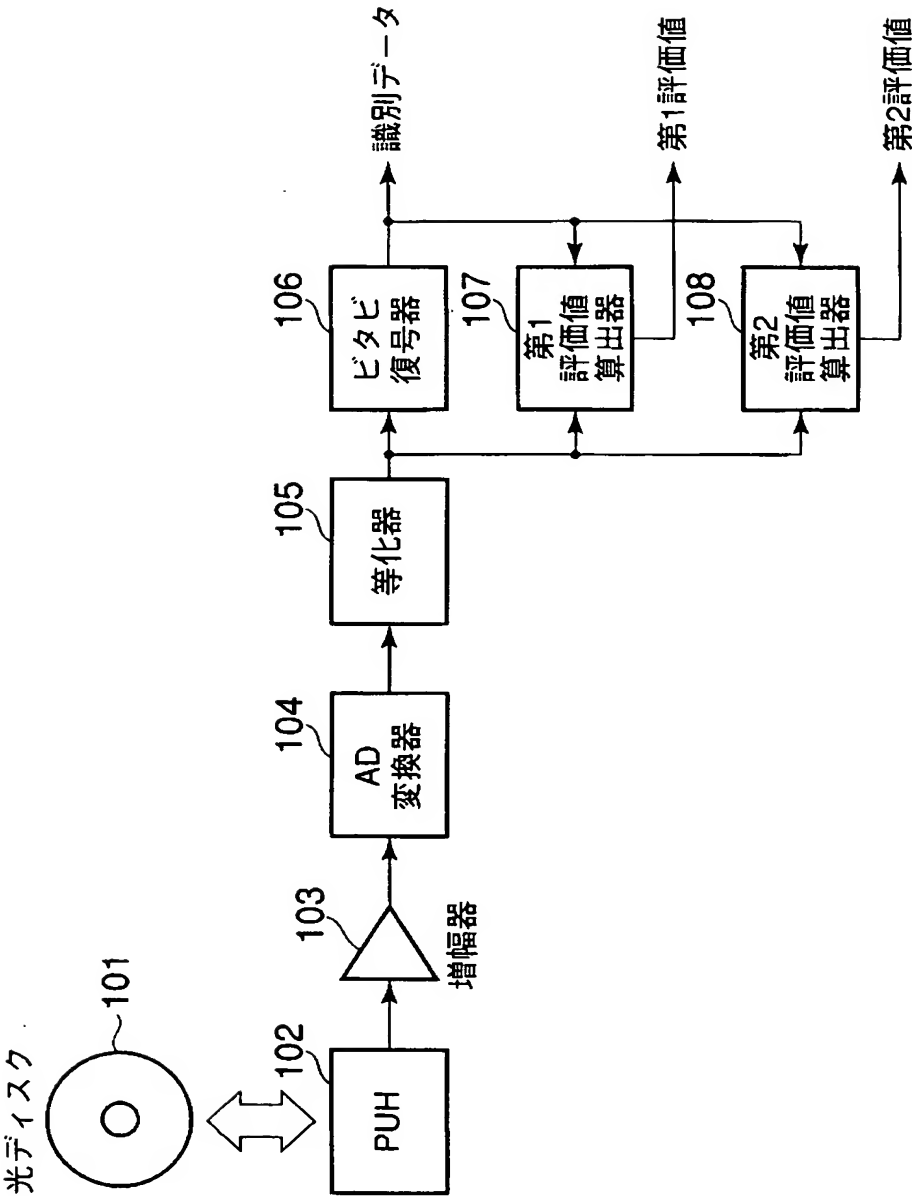 光ディスク
101
102
PUH
103
増幅器
104
AD
変換器
105
等化器
106
ビタビ
復号器
識別データ
107
第1
評価値
算出器
第1評価値
108
第2
評価値
算出器
第2評価値